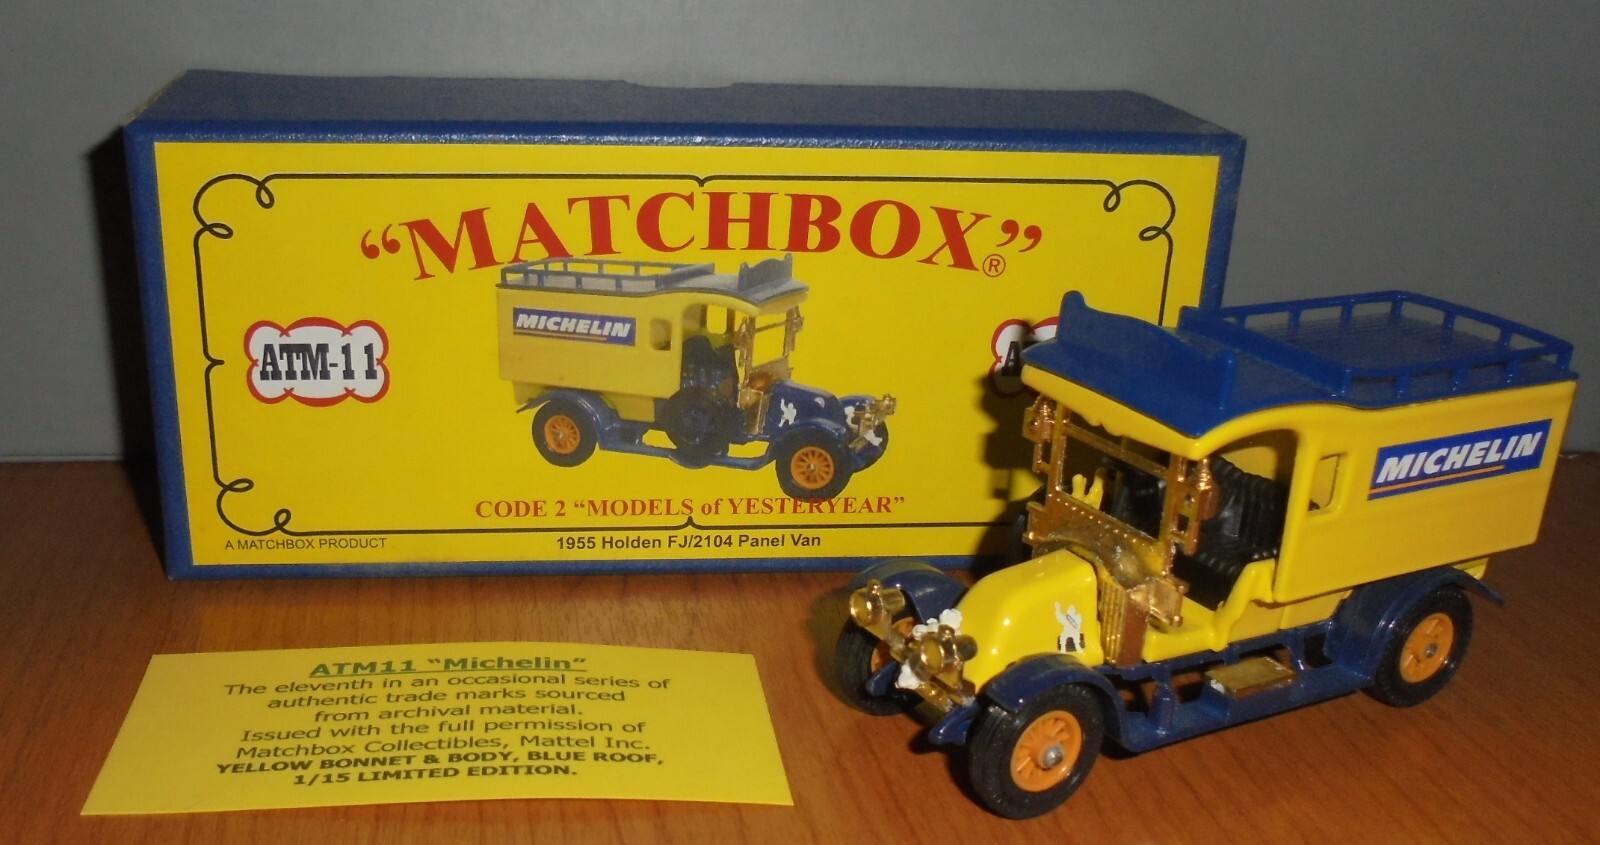 “MATCHBOX”®
MICHELIN
ATM-11
A
CODE 2 “MODELS of YESTERYEAR”
A MATCHBOX PRODUCT
1955 Holden FJ/2104 Panel Van
MICHELIN
ATM11 “Michelin”
The eleventh in an occasional series of
authentic trade marks sourced
from archival material.
Issued with the full permission of
Matchbox Collectibles, Mattel Inc.
YELLOW BONNET & BODY, BLUE ROOF,
1/15 LIMITED EDITION.